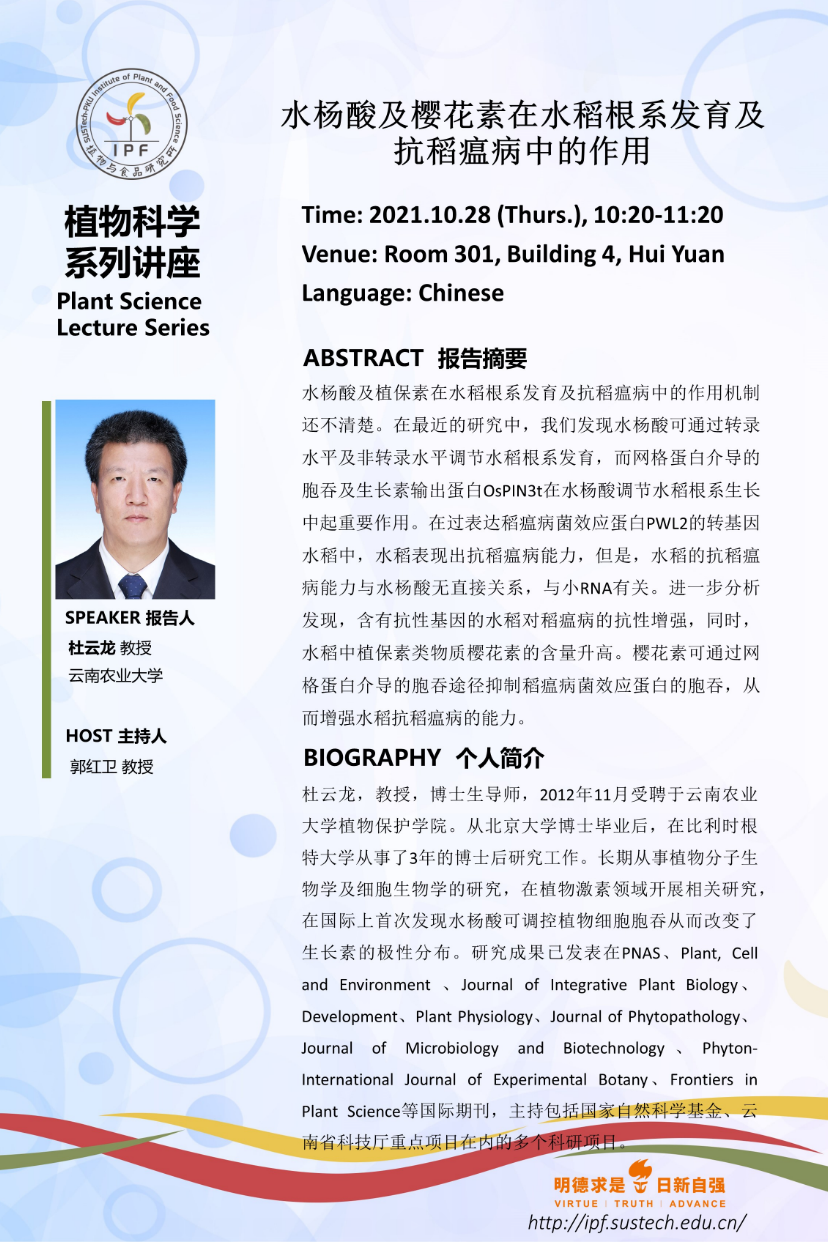 SUSTech-PKU Institute of Plant and Food Science
IPF
植物与食品研究所
水杨酸及樱花素在水稻根系发育及
抗稻瘟病中的作用
植物科学
系列讲座
Plant Science
Lecture Series
Time: 2021.10.28 (Thurs.), 10:20-11:20
Venue: Room 301, Building 4, Hui Yuan
Language: Chinese
SPEAKER 报告人
杜云龙 教授
云南农业大学
HOST 主持人
郭红卫 教授
ABSTRACT 报告摘要
水杨酸及植保素在水稻根系发育及抗稻瘟病中的作用机制
还不清楚。在最近的研究中，我们发现水杨酸可通过转录
水平及非转录水平调节水稻根系发育，而网格蛋白介导的
胞吞及生长素输出蛋白OsPIN3t在水杨酸调节水稻根系生长
中起重要作用。在过表达稻瘟病菌效应蛋白PWL2的转基因
水稻中，水稻表现出抗稻瘟病能力，但是，水稻的抗稻瘟
病能力与水杨酸无直接关系，与小RNA有关。进一步分析
发现，含有抗性基因的水稻对稻瘟病的抗性增强，同时，
水稻中植保素类物质樱花素的含量升高。樱花素可通过网
格蛋白介导的胞吞途径抑制稻瘟病菌效应蛋白的胞吞，从
而增强水稻抗稻瘟病的能力。
BIOGRAPHY 个人简介
杜云龙，教授，博士生导师，2012年11月受聘于云南农业
大学植物保护学院。从北京大学博士毕业后，在比利时根
特大学从事了3年的博士后研究工作。长期从事植物分子生
物学及细胞生物学的研究，在植物激素领域开展相关研究，
在国际上首次发现水杨酸可调控植物细胞胞吞从而改变了
生长素的极性分布。研究成果已发表在PNAS、Plant, Cell
and Environment 、Journal of Integrative Plant Biology、
Development、Plant Physiology、Journal of Phytopathology、
Journal of Microbiology and Biotechnology 、 Phyton-
International Journal of Experimental Botany、Frontiers in
Plant Science等国际期刊，主持包括国家自然科学基金、云
南省科技厅重点项目在内的多个科研项目。
明德求是 日新自强
VIRTUE | TRUTH | ADVANCE
http://ipf.sustech.edu.cn/